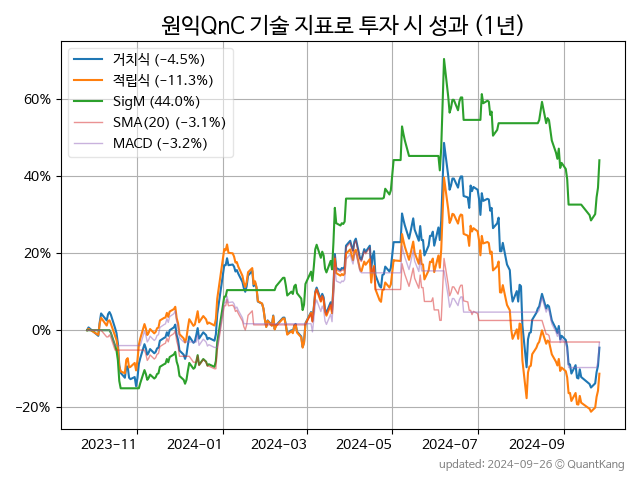 원익QnC 기술 지표로 투자 시 성과 (1년)
거치식 (−4.5%)
적립식 (−11.3%)
SigM (44.0%)
SMA(20) (−3.1%)
MACD (−3.2%)
60%
40%
20%
0%
−20%
2023-11 2024-01 2024-03 2024-05 2024-07 2024-09
updated: 2024-09-26 © QuantKang